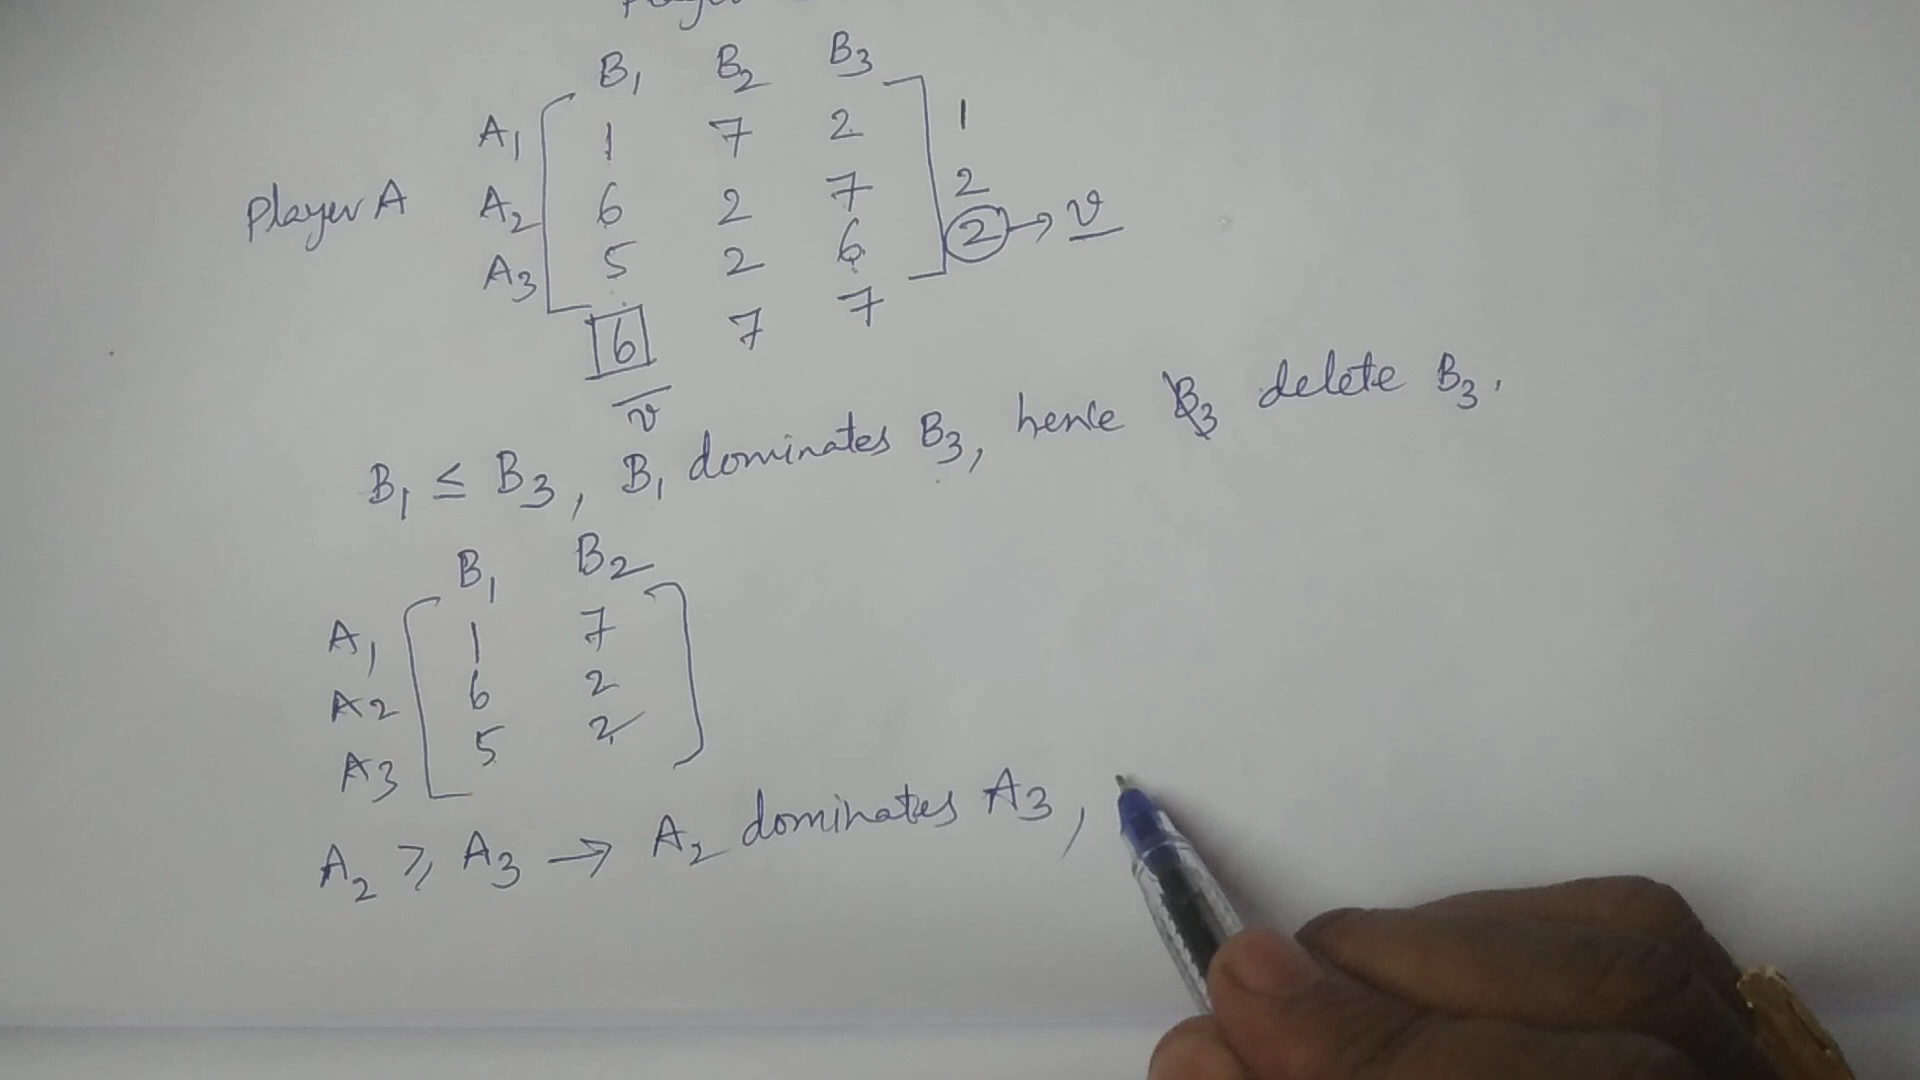 Player
B1 B2 B3
A1 1 7 2 1
Player A A2 6 2 7 2
A3 5 2 6 2 → v
6 7 7
v
B1 ≤ B3, B1 dominates B3, hence B3 delete B3.
B1 B2
A1 1 7
A2 6 2
A3 5 2
A2 ⩾ A3 → A2 dominates A3,